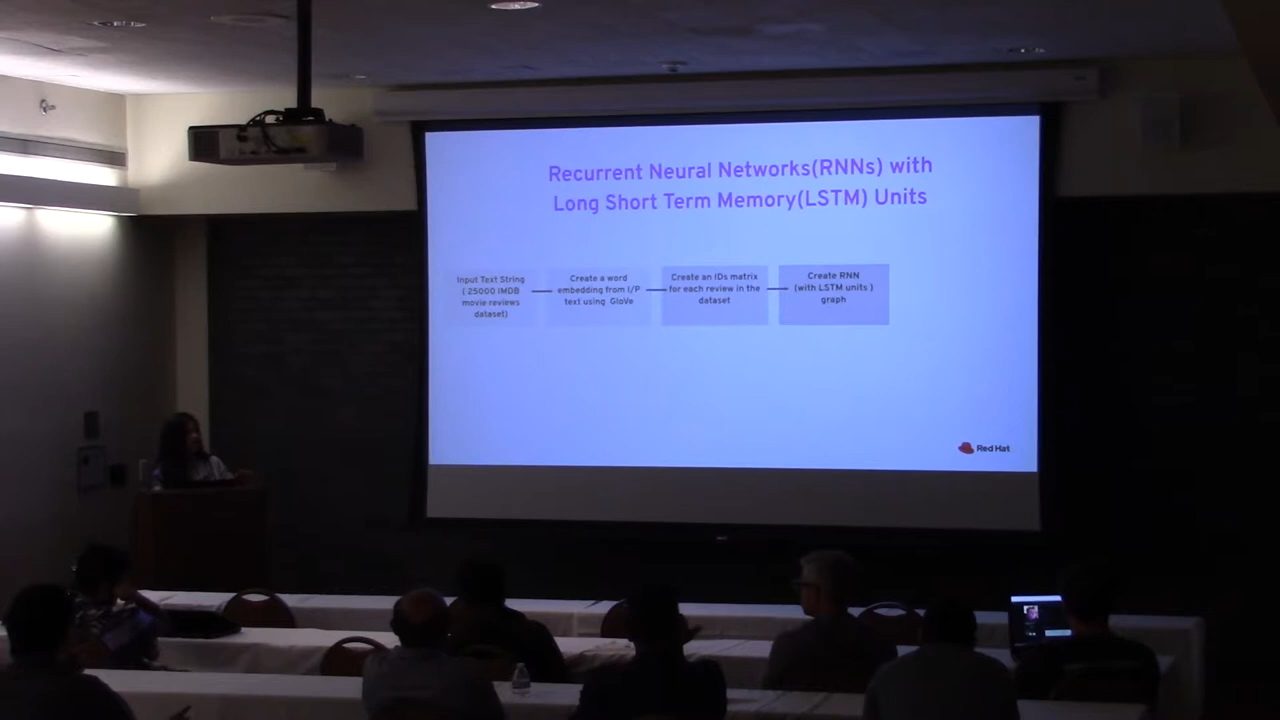 Recurrent Neural Networks(RNNs) with
Long Short Term Memory(LSTM) Units
Input Text String
(~25000 IMDB
movie reviews
dataset)
Create a word
embedding from I/P
text using GloVe
Create an IDs matrix
for each review in the
dataset
Create RNN
(with LSTM units )
graph
Red Hat